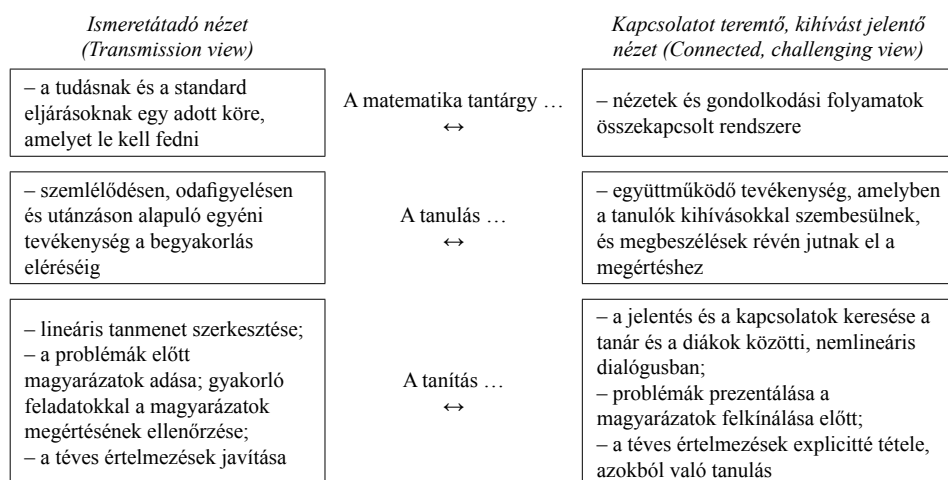 Ismeretátadó nézet
(Transmission view)
Kapcsolatot teremtő, kihívást jelentő
nézet (Connected, challenging view)
– a tudásnak és a standard
eljárásoknak egy adott köre,
amelyet le kell fedni
A matematika tantárgy …
↔
– nézetek és gondolkodási folyamatok
összekapcsolt rendszere
– szemlélődésen, odafigyelésen
és utánzáson alapuló egyéni
tevékenység a begyakorlás
eléréséig
A tanulás …
↔
– együttműködő tevékenység, amelyben
a tanulók kihívásokkal szembesülnek,
és megbeszélések révén jutnak el a
megértéshez
– lineáris tanmenet szerkesztése;
– a problémák előtt
magyarázatok adása; gyakorló
feladatokkal a magyarázatok
megértésének ellenőrzése;
– a téves értelmezések javítása
A tanítás …
↔
– a jelentés és a kapcsolatok keresése a
tanár és a diákok közötti, nemlineáris
dialógusban;
– problémák prezentálása a
magyarázatok felkínálása előtt;
– a téves értelmezések explicitté tétele,
azokból való tanulás